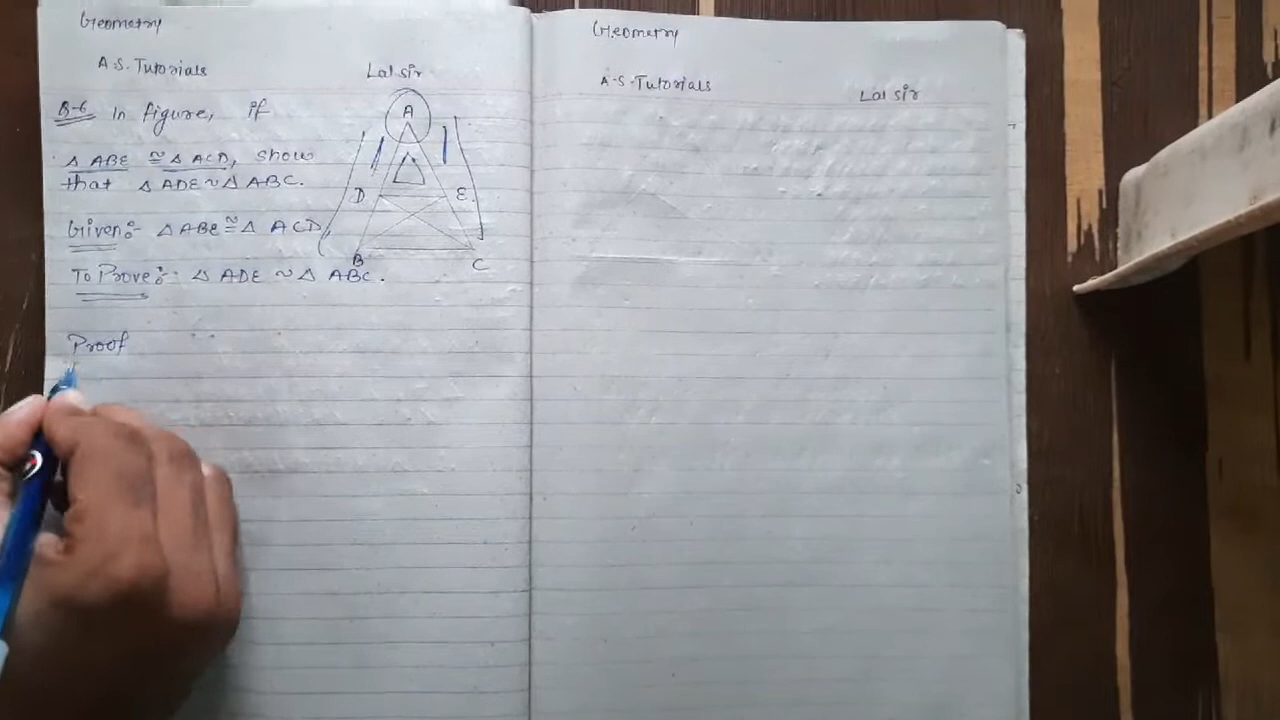 Geometry
A.S. Tutorials Lal sir
Q-6 In figure, if
△ ABE ≅ △ ACD, show
that △ ADE ~ △ ABC.
Given:- △ ABE ≅ △ ACD
To Prove:- △ ADE ~ △ ABC.
Proof
A
D E
B C
Geometry
A.S. Tutorials Lal sir